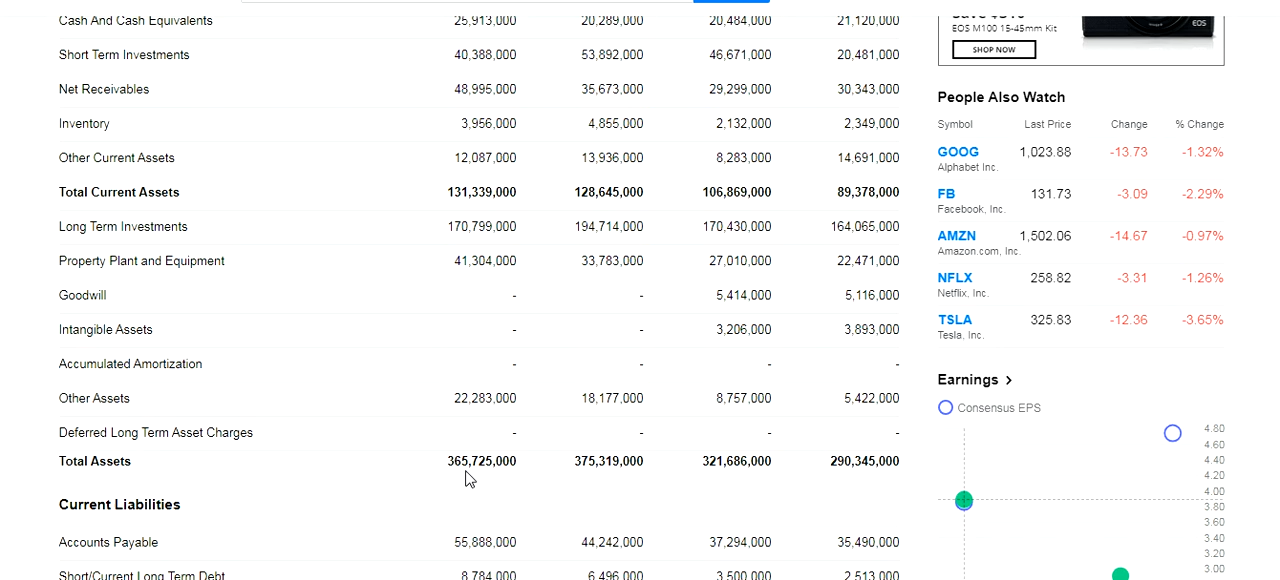 Cash And Cash Equivalents 25,913,000 20,289,000 20,484,000 21,120,000
Short Term Investments 40,388,000 53,892,000 46,671,000 20,481,000
Net Receivables 48,995,000 35,673,000 29,299,000 30,343,000
Inventory 3,956,000 4,855,000 2,132,000 2,349,000
Other Current Assets 12,087,000 13,936,000 8,283,000 14,691,000
Total Current Assets 131,339,000 128,645,000 106,869,000 89,378,000
Long Term Investments 170,799,000 194,714,000 170,430,000 164,065,000
Property Plant and Equipment 41,304,000 33,783,000 27,010,000 22,471,000
Goodwill - - 5,414,000 5,116,000
Intangible Assets - - 3,206,000 3,893,000
Accumulated Amortization - - - -
Other Assets 22,283,000 18,177,000 8,757,000 5,422,000
Deferred Long Term Asset Charges - - - -
Total Assets 365,725,000 375,319,000 321,686,000 290,345,000
Current Liabilities
Accounts Payable 55,888,000 44,242,000 37,294,000 35,490,000
Short/Current Long Term Debt 8,784,000 6,496,000 3,500,000 2,513,000
EOS M100 15-45mm Kit
SHOP NOW
EOS
People Also Watch
Symbol Last Price Change % Change
GOOG 1,023.88 -13.73 -1.32%
Alphabet Inc.
FB 131.73 -3.09 -2.29%
Facebook, Inc.
AMZN 1,502.06 -14.67 -0.97%
Amazon.com, Inc.
NFLX 258.82 -3.31 -1.26%
Netflix, Inc.
TSLA 325.83 -12.36 -3.65%
Tesla, Inc.
Earnings >
Consensus EPS
4.80
4.60
4.40
4.20
4.00
3.80
3.60
3.40
3.20
3.00